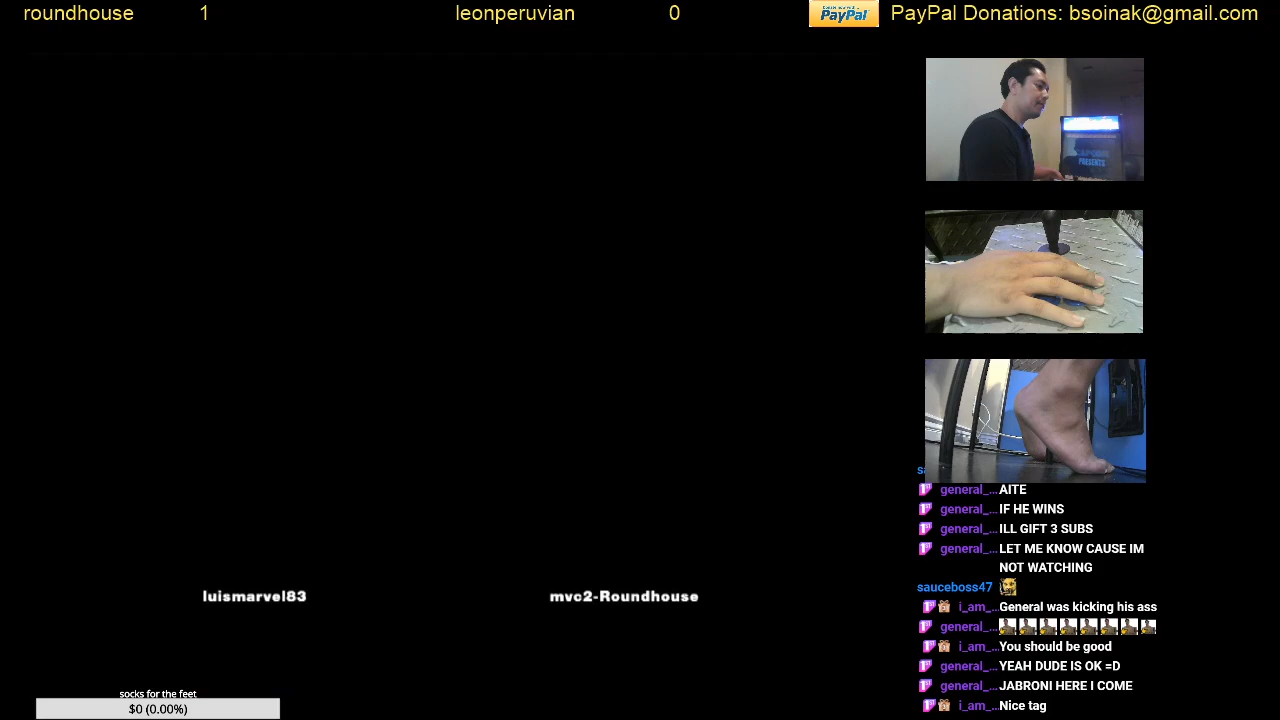 roundhouse 1 leonperuvian 0 PayPal PayPal Donations: bsoinak@gmail.com
CAPCOM
PRESENTS
AITE
general_... AITE
general_... IF HE WINS
general_... ILL GIFT 3 SUBS
general_... LET ME KNOW CAUSE IM
NOT WATCHING
sauceboss47
luismarvel83 mvc2-Roundhouse
i_am_... General was kicking his ass
general_...
i_am_... You should be good
general_... YEAH DUDE IS OK =D
general_... JABRONI HERE I COME
socks for the feet
$0 (0.00%)
i_am_... Nice tag